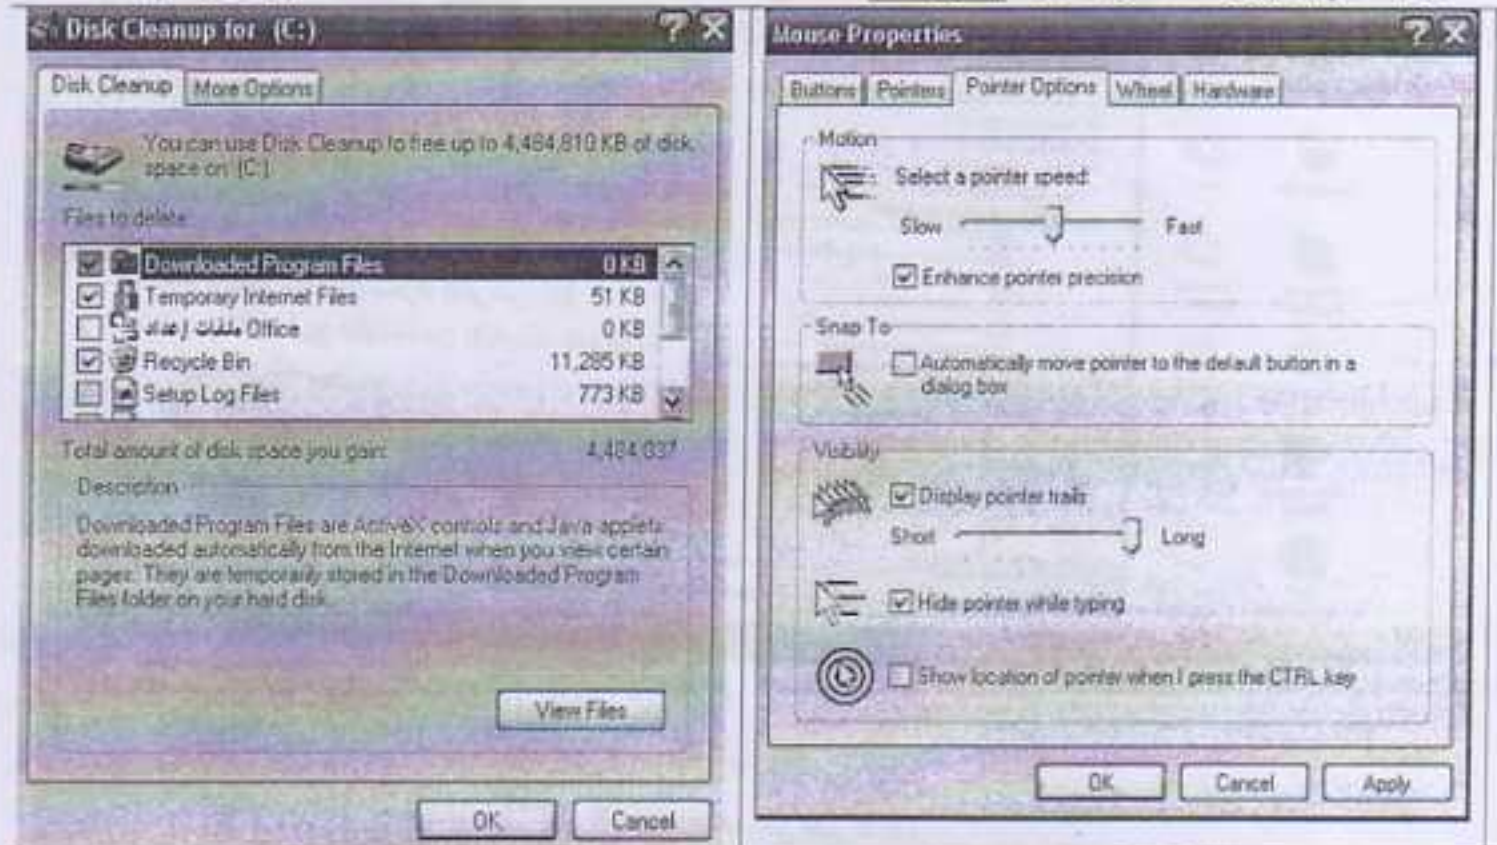 Disk Cleanup for (C:)
Disk Cleanup
More Options
You can use Disk Cleanup to free up to 4,484,810 KB of disk
space on (C:)
Files to delete:
Downloaded Program Files 0 KB
Temporary Internet Files 51 KB
ملفات إعداد Office 0 KB
Recycle Bin 11,285 KB
Setup Log Files 773 KB
Total amount of disk space you gain: 4,484,037
Description
Downloaded Program Files are ActiveX controls and Java applets
downloaded automatically from the Internet when you view certain
pages. They are temporarily stored in the Downloaded Program
Files folder on your hard disk.
View Files
OK
Cancel
Mouse Properties
Buttons
Pointers
Pointer Options
Wheel
Hardware
Motion
Select a pointer speed:
Slow
Fast
Enhance pointer precision
Snap To
Automatically move pointer to the default button in a
dialog box
Visibility
Display pointer trails
Short
Long
Hide pointer while typing
Show location of pointer when I press the CTRL key
OK
Cancel
Apply